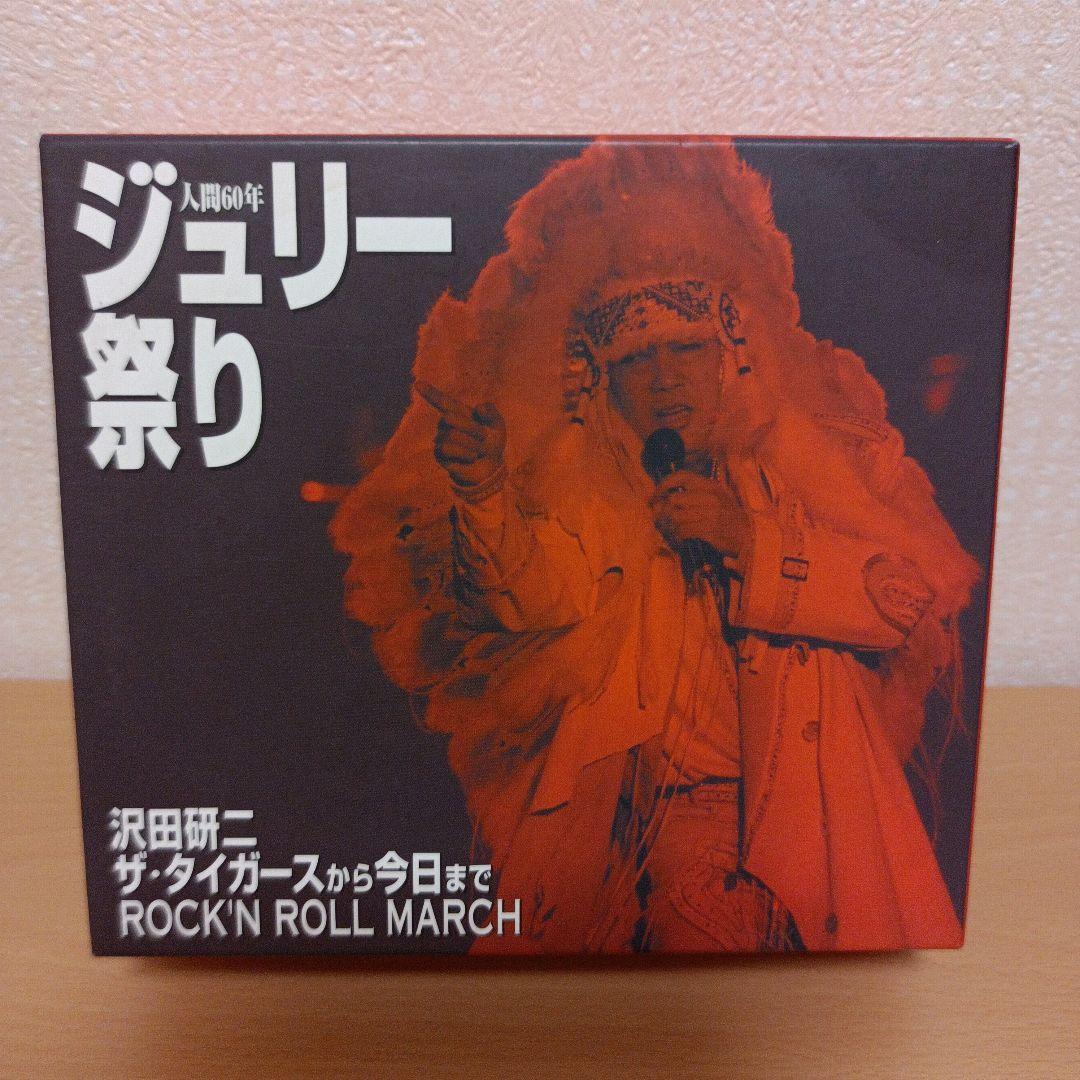 人間60年
ジュリー
祭り
沢田研二
ザ・タイガースから今日まで
ROCK'N ROLL MARCH